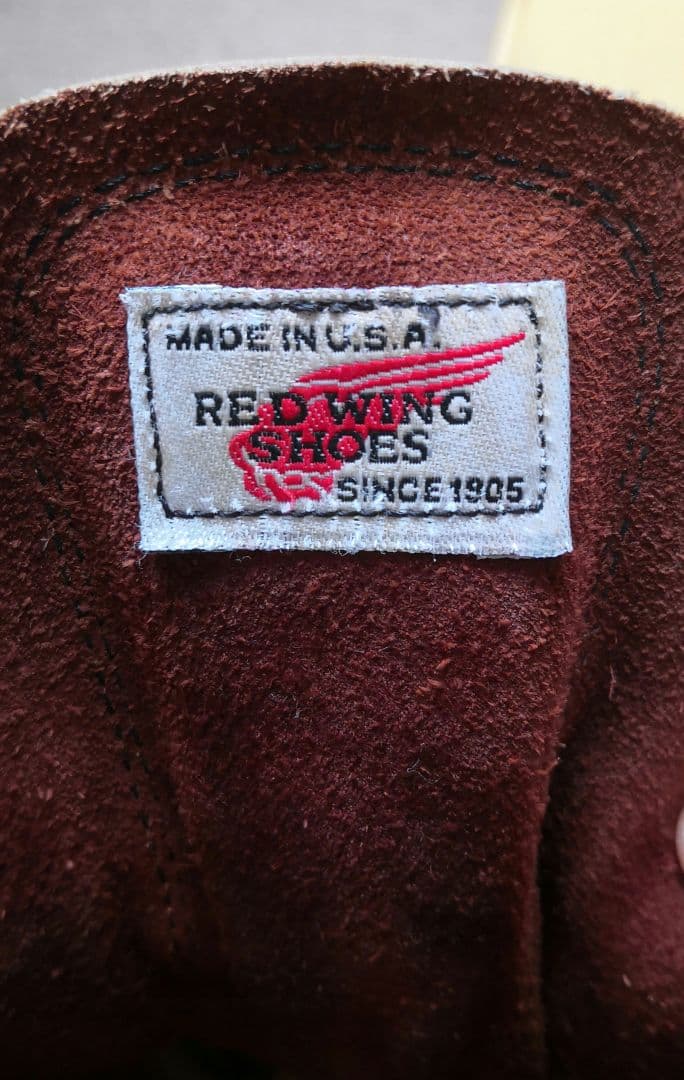 MADE IN U.S.A.
RED WING
SHOES
SINCE 1905